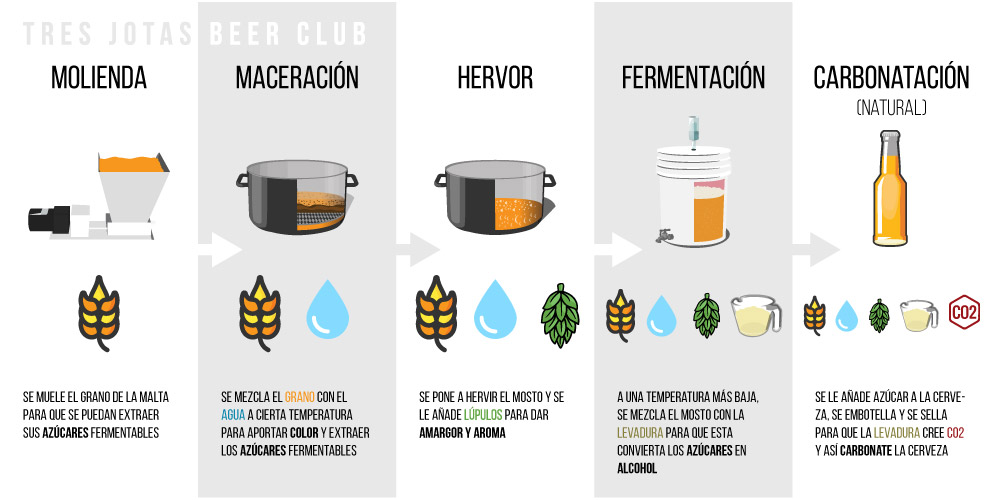 TRES JOTAS BEER CLUB
MOLIENDA
SE MUELE EL GRANO DE LA MALTA
PARA QUE SE PUEDAN EXTRAER
SUS AZÚCARES FERMENTABLES
MACERACIÓN
SE MEZCLA EL GRANO CON EL
AGUA A CIERTA TEMPERATURA
PARA APORTAR COLOR Y EXTRAER
LOS AZÚCARES FERMENTABLES
HERVOR
SE PONE A HERVIR EL MOSTO Y SE
LE AÑADE LÚPULOS PARA DAR
AMARGOR Y AROMA
FERMENTACIÓN
A UNA TEMPERATURA MÁS BAJA,
SE MEZCLA EL MOSTO CON LA
LEVADURA PARA QUE ESTA
CONVIERTA LOS AZÚCARES EN
ALCOHOL
CARBONATACIÓN
(NATURAL)
CO2
SE LE AÑADE AZÚCAR A LA CERVE-
ZA, SE EMBOTELLA Y SE SELLA
PARA QUE LA LEVADURA CREE CO2
Y ASÍ CARBONATE LA CERVEZA